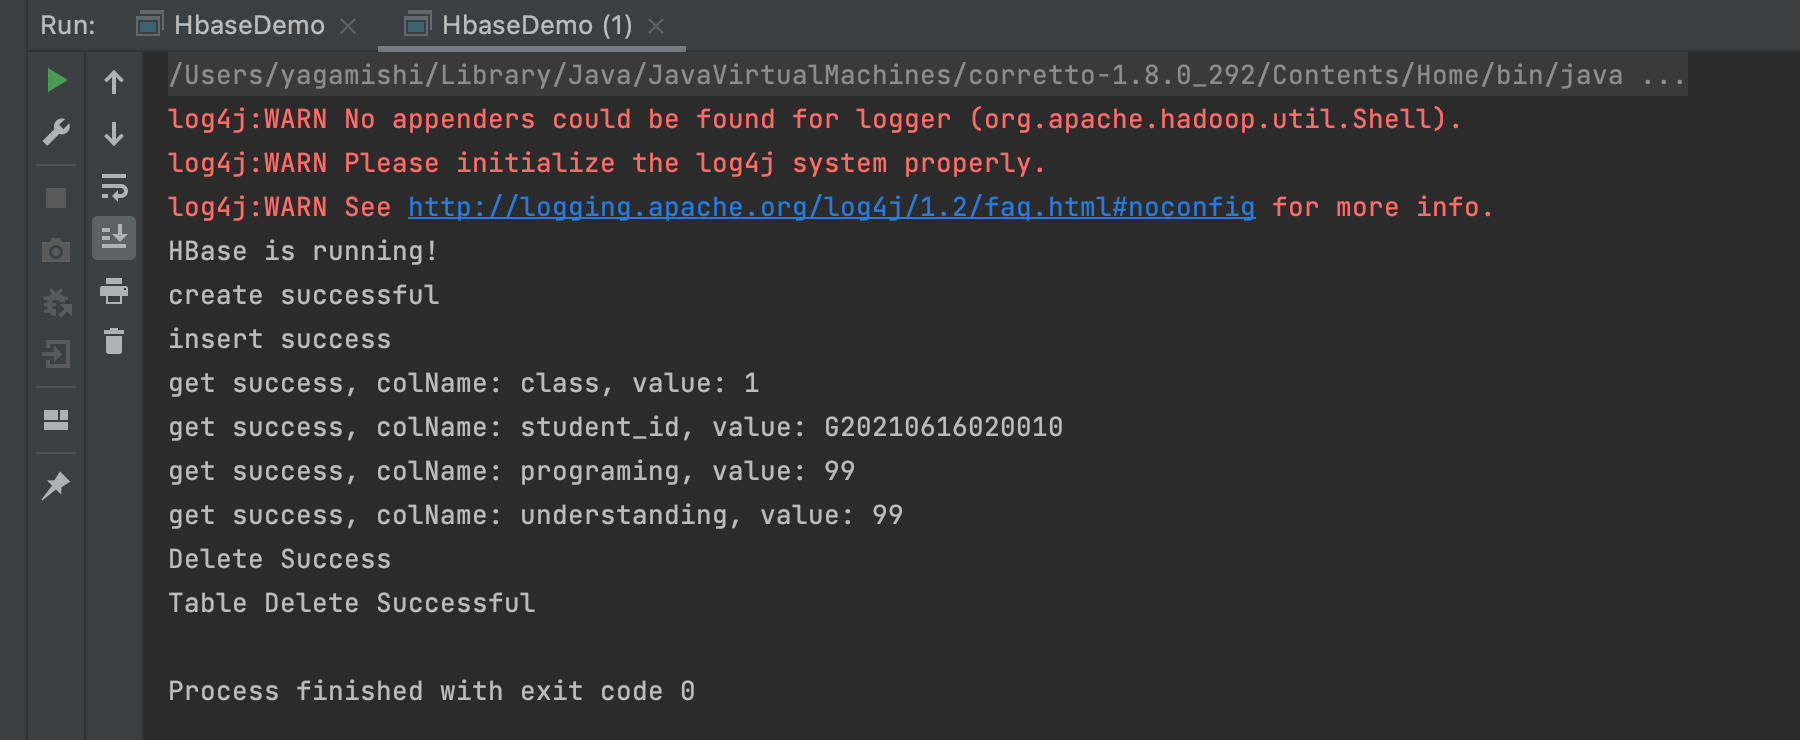 Run: HbaseDemo HbaseDemo (1)
/Users/yagamishi/Library/Java/JavaVirtualMachines/corretto-1.8.0_292/Contents/Home/bin/java ...
log4j:WARN No appenders could be found for logger (org.apache.hadoop.util.Shell).
log4j:WARN Please initialize the log4j system properly.
log4j:WARN See http://logging.apache.org/log4j/1.2/faq.html#noconfig for more info.
HBase is running!
create successful
insert success
get success, colName: class, value: 1
get success, colName: student_id, value: G20210616020010
get success, colName: programing, value: 99
get success, colName: understanding, value: 99
Delete Success
Table Delete Successful
Process finished with exit code 0